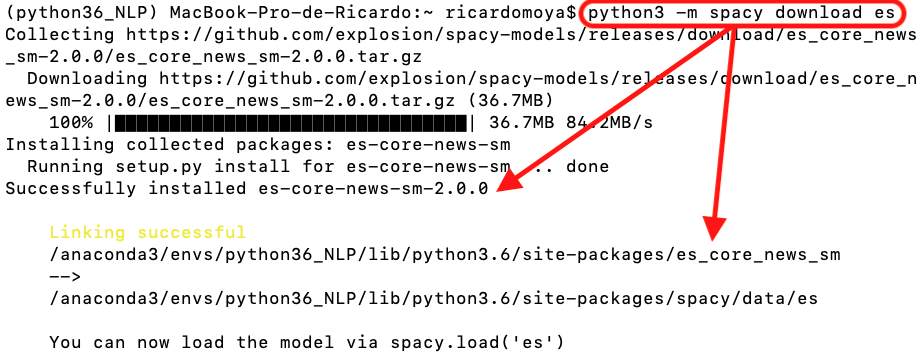 (python36_NLP) MacBook-Pro-de-Ricardo:~ ricardomoya$ python3 -m spacy download es
Collecting https://github.com/explosion/spacy-models/releases/download/es_core_news
_sm-2.0.0/es_core_news_sm-2.0.0.tar.gz
  Downloading https://github.com/explosion/spacy-models/releases/download/es_core_n
ews_sm-2.0.0/es_core_news_sm-2.0.0.tar.gz (36.7MB)
    100% |████████████████████████████████| 36.7MB 84.2MB/s
Installing collected packages: es-core-news-sm
  Running setup.py install for es-core-news-sm ... done
Successfully installed es-core-news-sm-2.0.0
    Linking successful
    /anaconda3/envs/python36_NLP/lib/python3.6/site-packages/es_core_news_sm
    -->
    /anaconda3/envs/python36_NLP/lib/python3.6/site-packages/spacy/data/es
    You can now load the model via spacy.load('es')